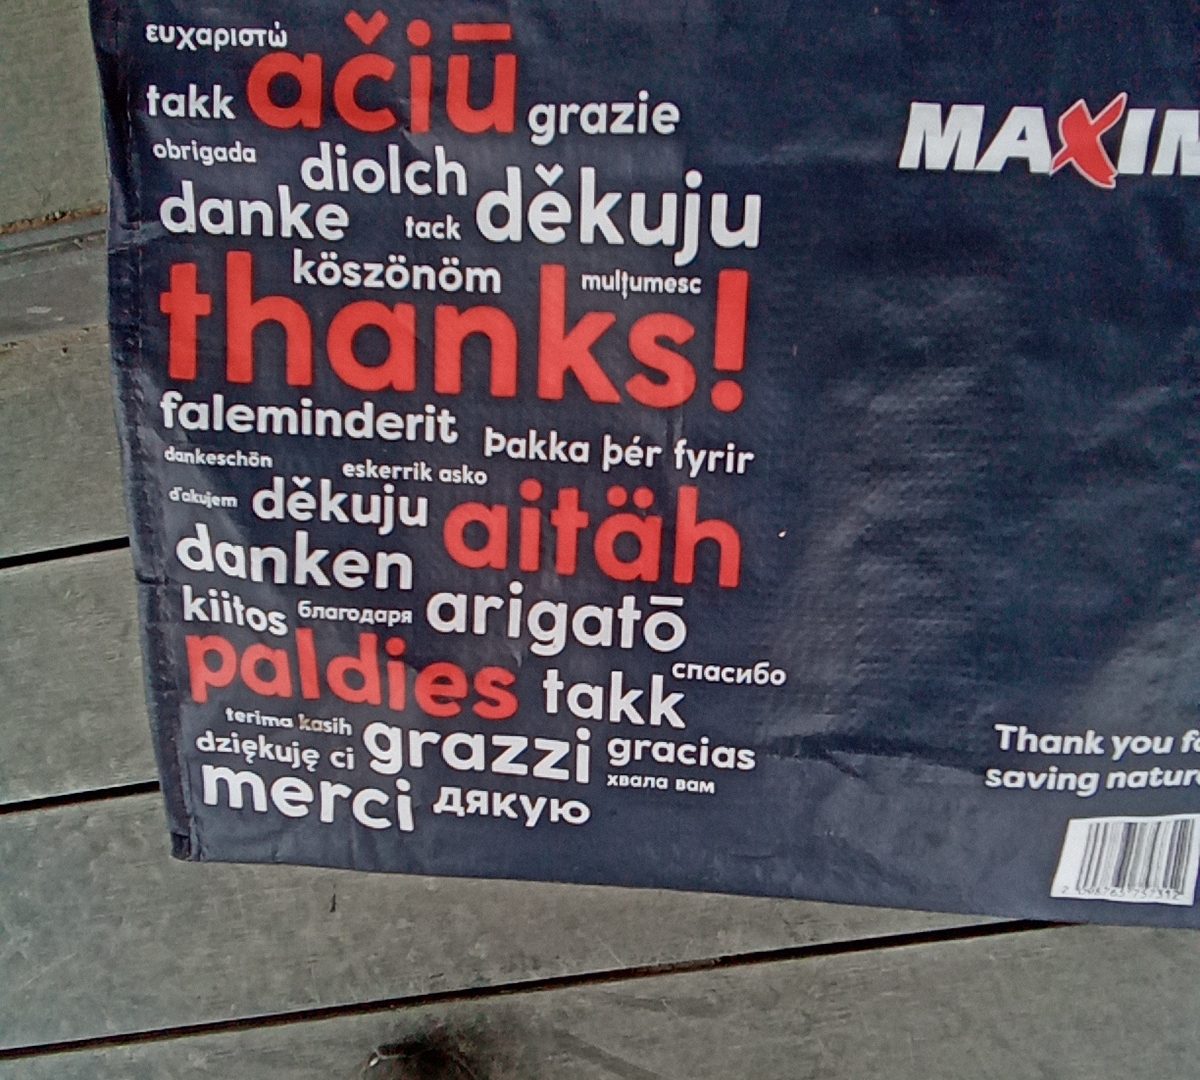 ευχαριστώ
ačiū
takk
grazie
obrigada
diolch
danke
tack
děkuju
köszönöm
mulțumesc
thanks!
faleminderit
Þakka þér fyrir
dankeschön
eskerrik asko
ďakujem
děkuju
aitäh
danken
kiitos
благодаря
arigatō
paldies
takk
спасибо
terima kasih
dziękuję ci
grazzi
gracias
хвала вам
merci
дякую
MAXIM
Thank you
saving natur